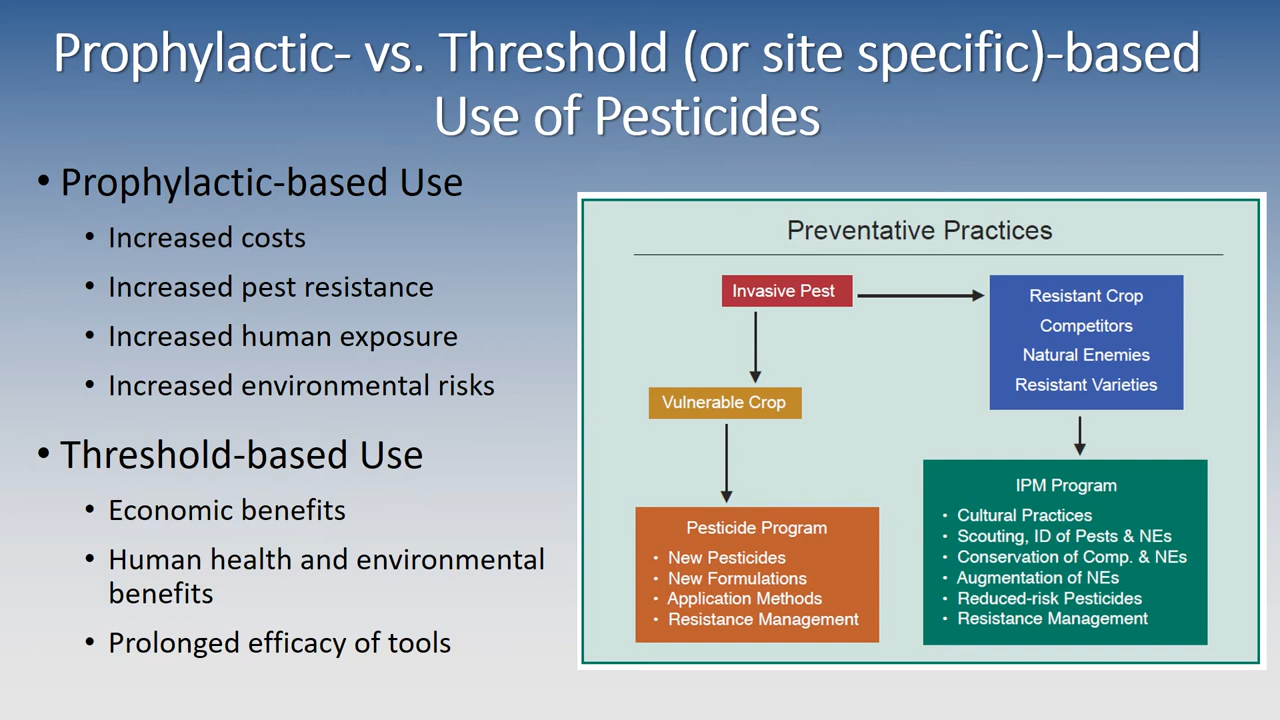 Prophylactic- vs. Threshold (or site specific)-based
Use of Pesticides
• Prophylactic-based Use
• Increased costs
• Increased pest resistance
• Increased human exposure
• Increased environmental risks
• Threshold-based Use
• Economic benefits
• Human health and environmental
benefits
• Prolonged efficacy of tools
Preventative Practices
Invasive Pest
Vulnerable Crop
Pesticide Program
• New Pesticides
• New Formulations
• Application Methods
• Resistance Management
Resistant Crop
Competitors
Natural Enemies
Resistant Varieties
IPM Program
• Cultural Practices
• Scouting, ID of Pests & NEs
• Conservation of Comp. & NEs
• Augmentation of NEs
• Reduced-risk Pesticides
• Resistance Management